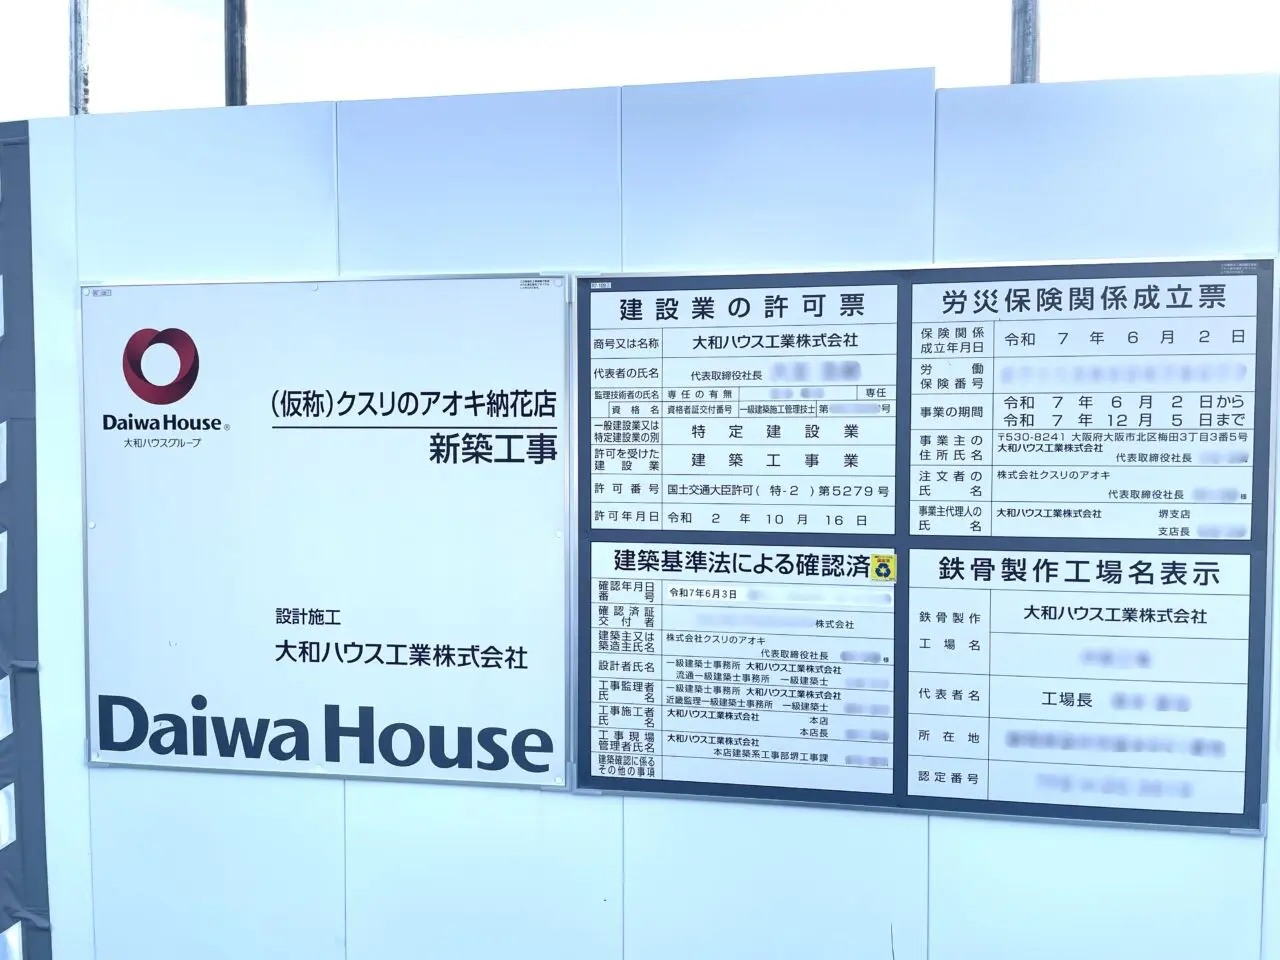 Daiwa House®
大和ハウスグループ
(仮称)クスリのアオキ納花店
新築工事
設計施工
大和ハウス工業株式会社
Daiwa House
建設業の許可票
商号又は名称 大和ハウス工業株式会社
代表者の氏名 代表取締役社長
監理技術者の氏名 専任の有無 専任
資格名 資格者証交付番号 一級建築施工管理技士 第 号
一般建設業又は特定建設業の別 特定建設業
許可を受けた建設業 建築工事業
許可番号 国土交通大臣許可(特-2)第5279号
許可年月日 令和 2 年 10 月 16 日
労災保険関係成立票
保険関係成立年月日 令和 7 年 6 月 2 日
労働保険番号
事業の期間 令和 7 年 6 月 2 日から
令和 7 年 12 月 5 日まで
事業主の住所氏名 〒530-8241 大阪府大阪市北区梅田3丁目3番5号
大和ハウス工業株式会社
代表取締役社長
注文者の氏名 株式会社クスリのアオキ
代表取締役社長 様
事業主代理人の氏名 大和ハウス工業株式会社 堺支店
支店長
建築基準法による確認済
確認年月日番号 令和7年6月3日
確認済証交付者 株式会社
建築主又は築造主氏名 株式会社クスリのアオキ
代表取締役社長 様
設計者氏名 一級建築士事務所 大和ハウス工業株式会社
流通一級建築士事務所 一級建築士
工事監理者氏名 一級建築士事務所 大和ハウス工業株式会社
近畿監理一級建築士事務所 一級建築士
工事施工者氏名 大和ハウス工業株式会社 本店
本店長
工事現場管理者氏名 大和ハウス工業株式会社
本店建築系工事部堺工事課
建築確認に係るその他の事項
鉄骨製作工場名表示
鉄骨製作工場名 大和ハウス工業株式会社
代表者名 工場長
所在地
認定番号